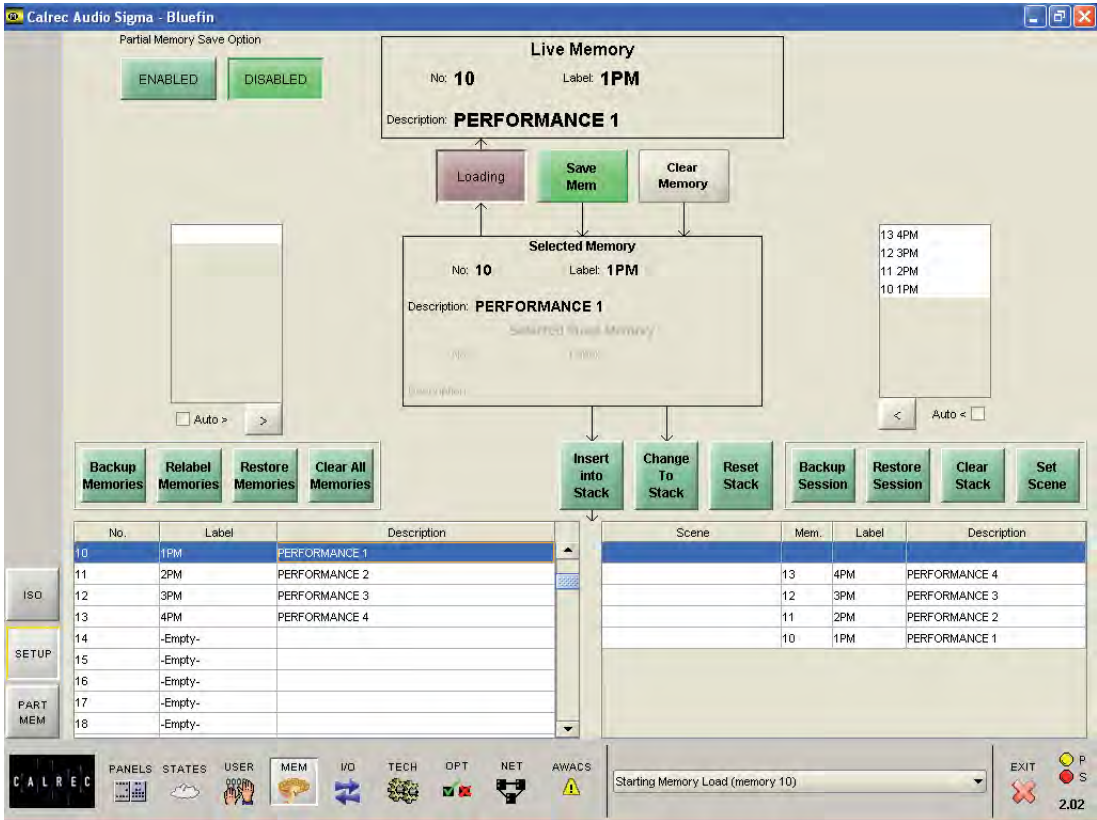 Calrec Audio Sigma - Bluefin
Partial Memory Save Option
ENABLED
DISABLED
Live Memory
No: 10 Label: 1PM
Description: PERFORMANCE 1
Loading
Save Mem
Clear Memory
Selected Memory
No: 10 Label: 1PM
Description: PERFORMANCE 1
13 4PM
12 3PM
11 2PM
10 1PM
Auto > >
< Auto <
Backup Memories
Relabel Memories
Restore Memories
Clear All Memories
Insert into Stack
Change To Stack
Reset Stack
Backup Session
Restore Session
Clear Stack
Set Scene
No. Label Description
10 1PM PERFORMANCE 1
11 2PM PERFORMANCE 2
12 3PM PERFORMANCE 3
13 4PM PERFORMANCE 4
14 -Empty-
15 -Empty-
16 -Empty-
17 -Empty-
18 -Empty-
Scene Mem. Label Description
13 4PM PERFORMANCE 4
12 3PM PERFORMANCE 3
11 2PM PERFORMANCE 2
10 1PM PERFORMANCE 1
ISO
SETUP
PART MEM
CALREC
PANELS STATES USER MEM I/O TECH OPT NET AWACS
Starting Memory Load (memory 10)
EXIT
P
S
2.02